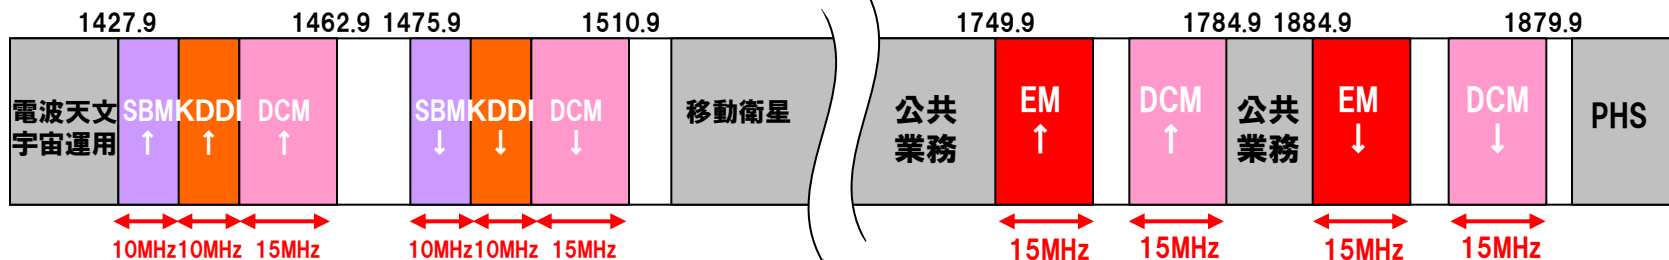 1427.9 1462.9 1475.9 1510.9 1749.9 1784.9 1884.9 1879.9
電波天文
宇宙運用
SBM
↑
KDDI
↑
DCM
↑
SBM
↓
KDDI
↓
DCM
↓
移動衛星
公共
業務
EM
↑
DCM
↑
公共
業務
EM
↓
DCM
↓
PHS
10MHz 10MHz 15MHz 10MHz 10MHz 15MHz 15MHz 15MHz 15MHz 15MHz